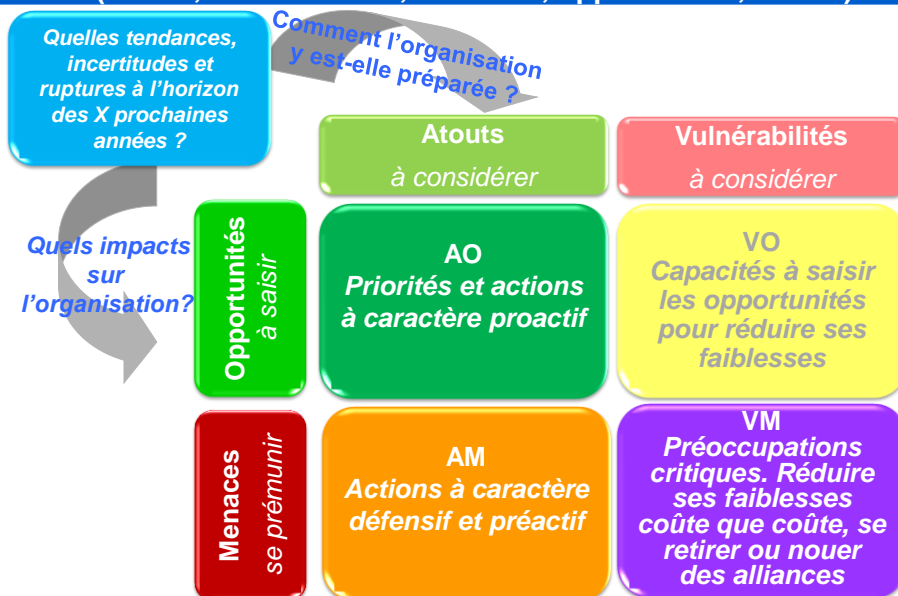 Quelles tendances,
incertitudes et
ruptures à l’horizon
des X prochaines
années ?
Comment l’organisation
y est-elle préparée ?
Atouts
à considérer
Vulnérabilités
à considérer
Quels impacts
sur
l’organisation?
Opportunités
à saisir
AO
Priorités et actions
à caractère proactif
VO
Capacités à saisir
les opportunités
pour réduire ses
faiblesses
Menaces
se prémunir
AM
Actions à caractère
défensif et préactif
VM
Préoccupations
critiques. Réduire
ses faiblesses
coûte que coûte, se
retirer ou nouer
des alliances